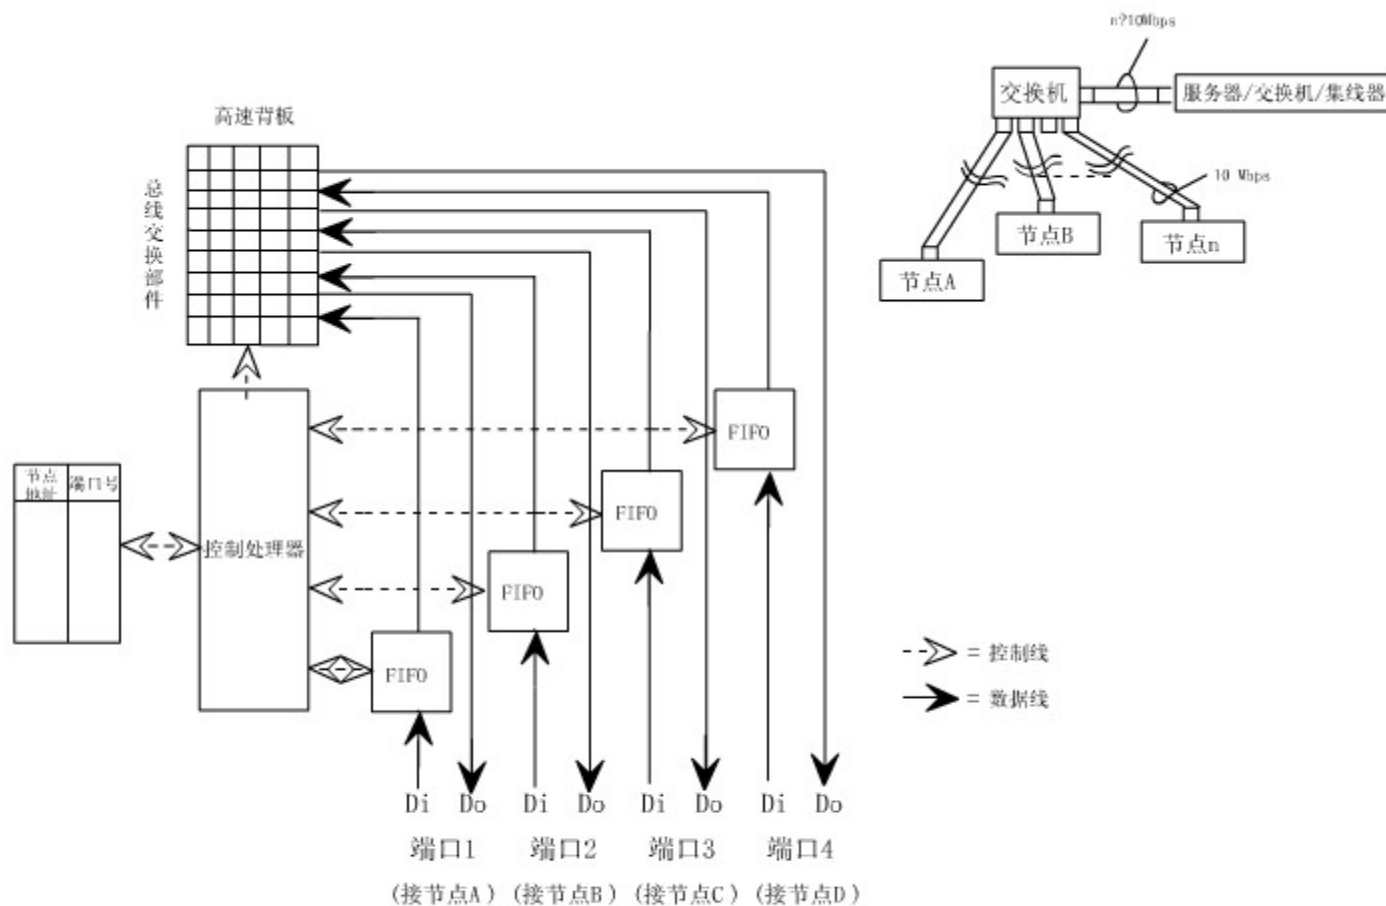 n?10Mbps
交换机
服务器/交换机/集线器
10 Mbps
节点B
节点n
节点A
高速背板
总线交换部件
FIFO
节点
地址
端口号
FIFO
控制处理器
FIFO
FIFO
= 控制线
= 数据线
Di Do Di Do Di Do Di Do
端口1 端口2 端口3 端口4
(接节点A) (接节点B) (接节点C) (接节点D)